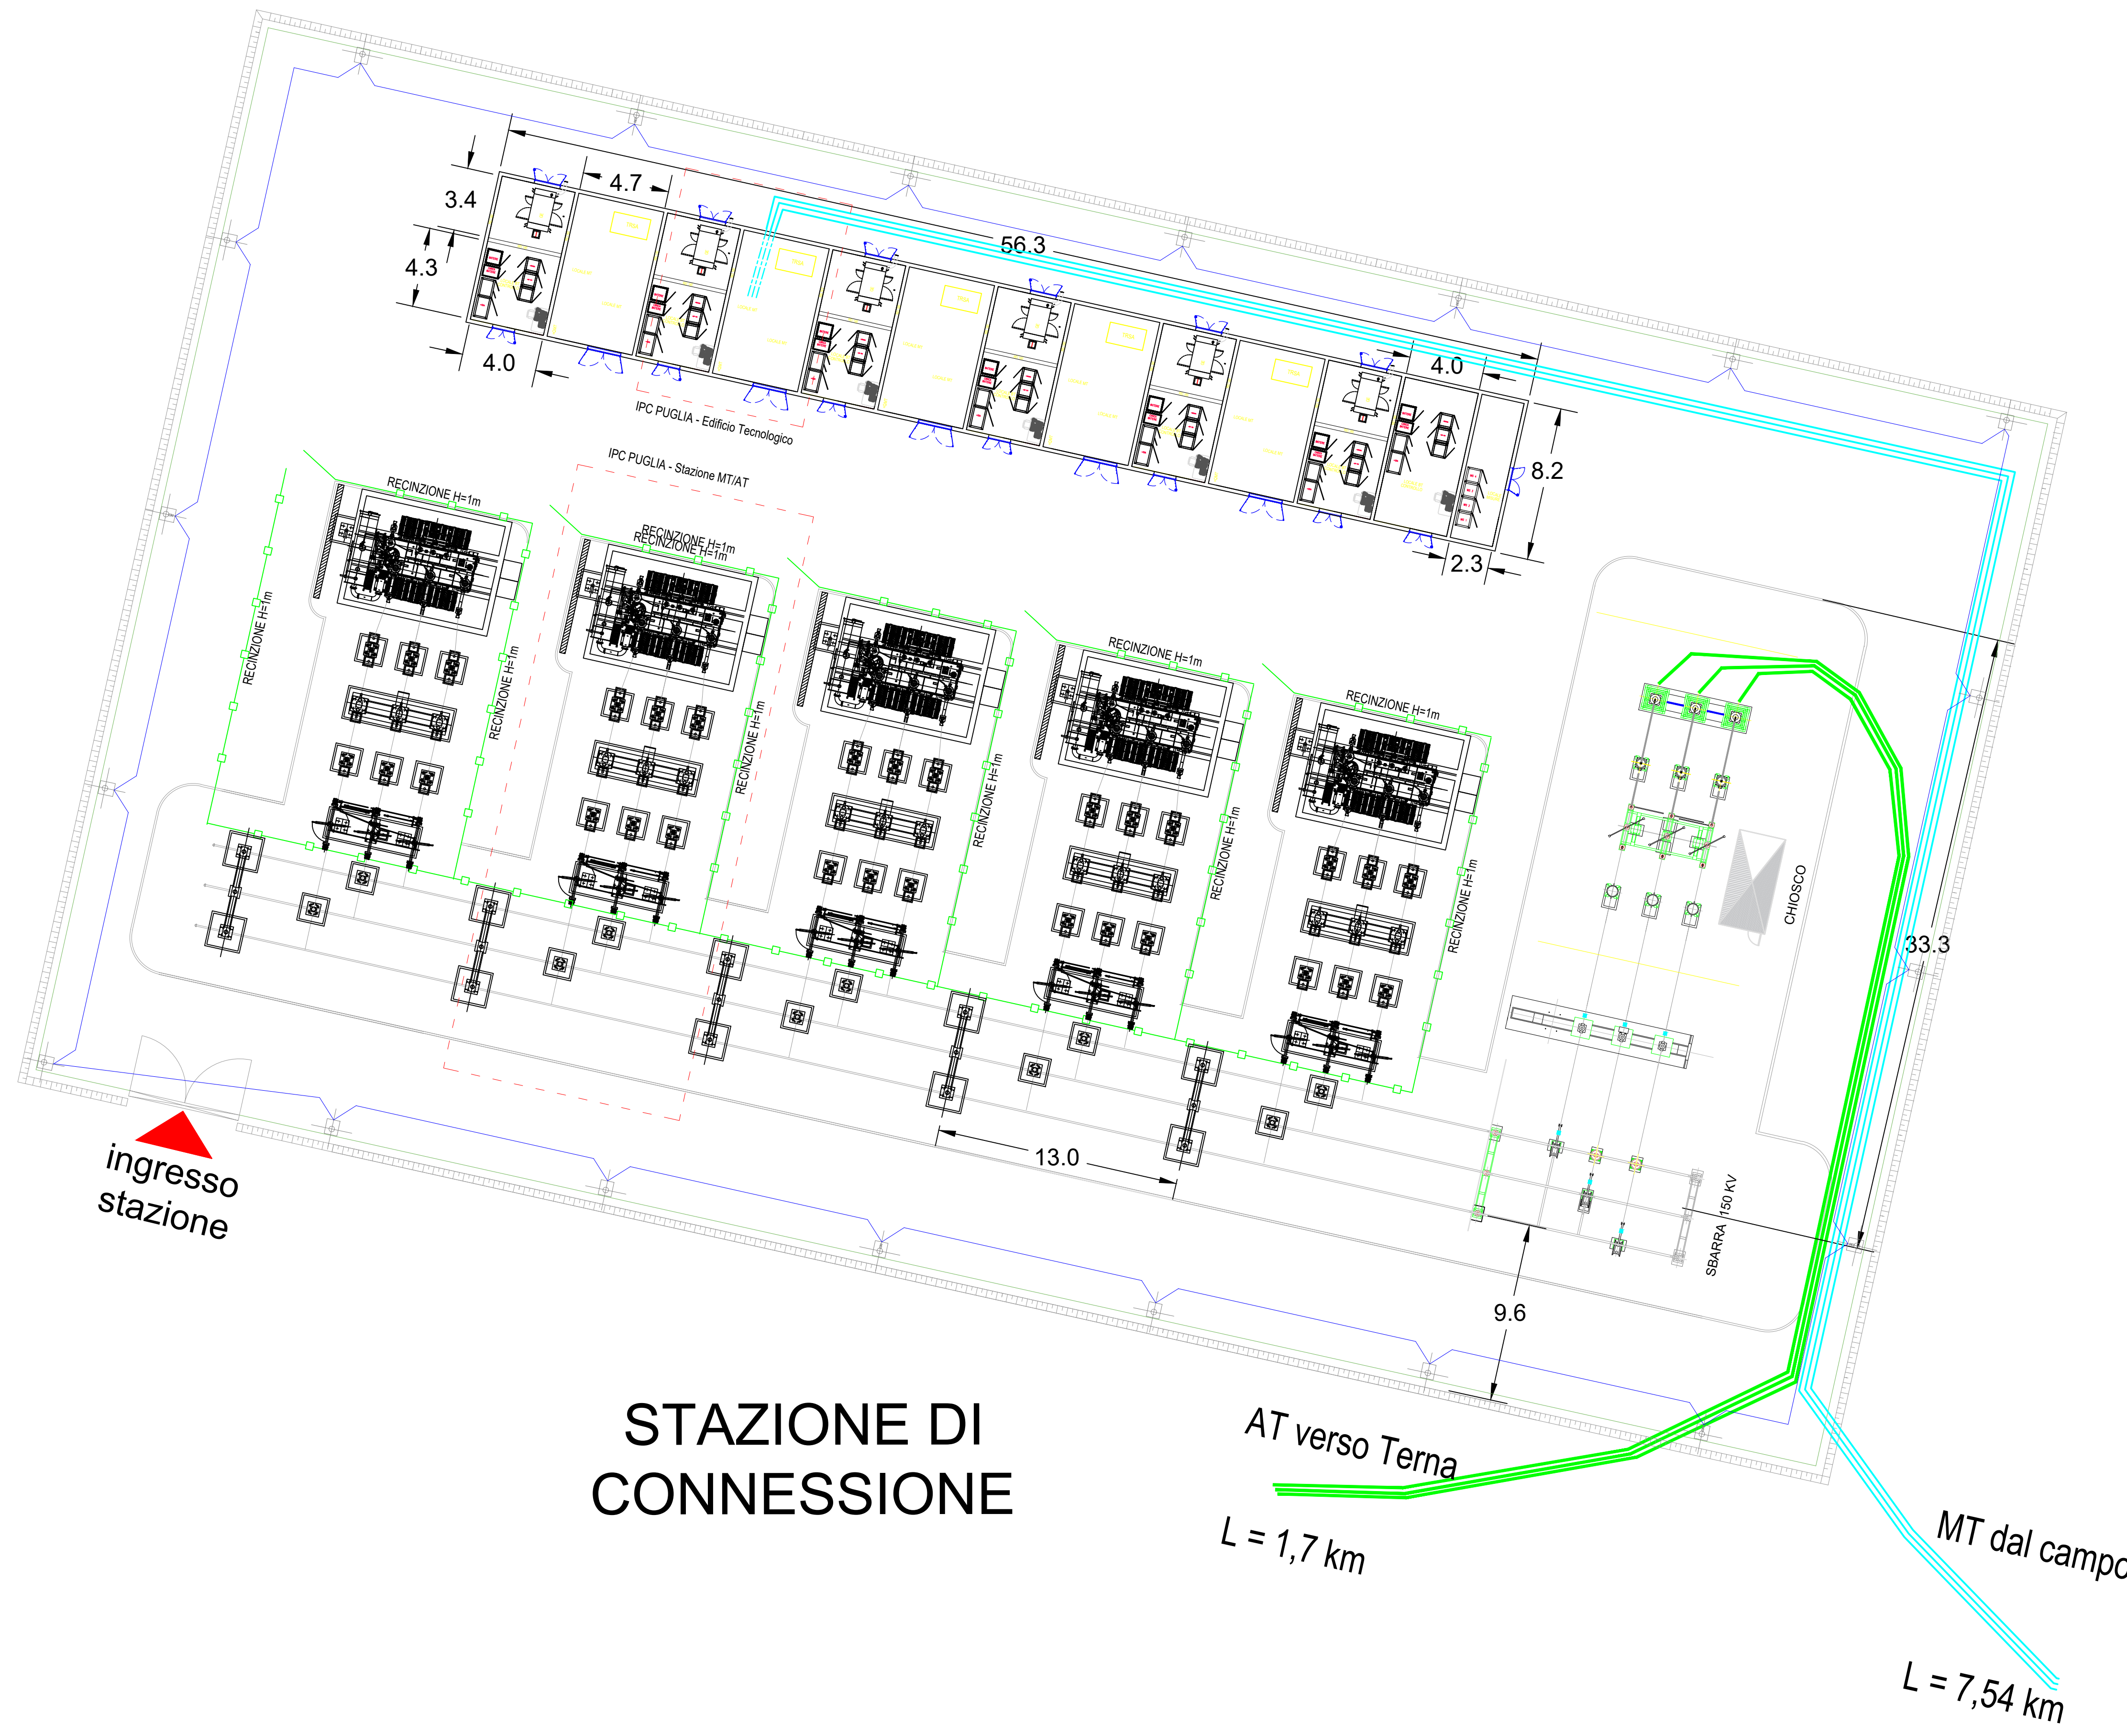 4.7
3.4
56.3
4.3
4.0
4.0
8.2
2.3
IPC PUGLIA - Edificio Tecnologico
IPC PUGLIA - Stazione MT/AT
RECINZIONE H=1m
RECINZIONE H=1m
RECINZIONE H=1m
RECINZIONE H=1m
RECINZIONE H=1m
RECINZIONE H=1m
RECINZIONE H=1m
RECINZIONE H=1m
RECINZIONE H=1m
RECINZIONE H=1m
RECINZIONE H=1m
CHIOSCO
33.3
13.0
SBARRA 150 KV
9.6
ingresso
stazione
STAZIONE DI
CONNESSIONE
AT verso Terna
L = 1,7 km
MT dal campo
L = 7,54 km